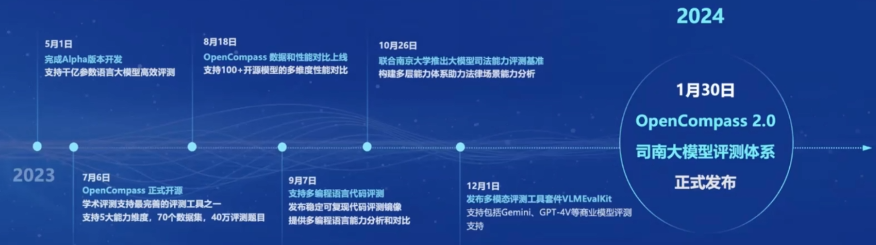 2024
5月1日
完成Alpha版本开发
支持千亿参数语言大模型高效评测
8月18日
OpenCompass 数据和性能对比上线
支持100+开源模型的多维度性能对比
10月26日
联合南京大学推出大模型司法能力评测基准
构建多层能力体系助力法律场景能力分析
1月30日
OpenCompass 2.0
司南大模型评测体系
正式发布
2023
7月6日
OpenCompass 正式开源
学术评测支持最完善的评测工具之一
支持5大能力维度，70个数据集，40万评测题目
9月7日
支持多编程语言代码评测
发布稳定可复现代码评测镜像
提供多编程语言能力分析和对比
12月1日
发布多模态评测工具套件VLMEvalKit
支持包括Gemini、GPT-4V等商业模型评测
支持